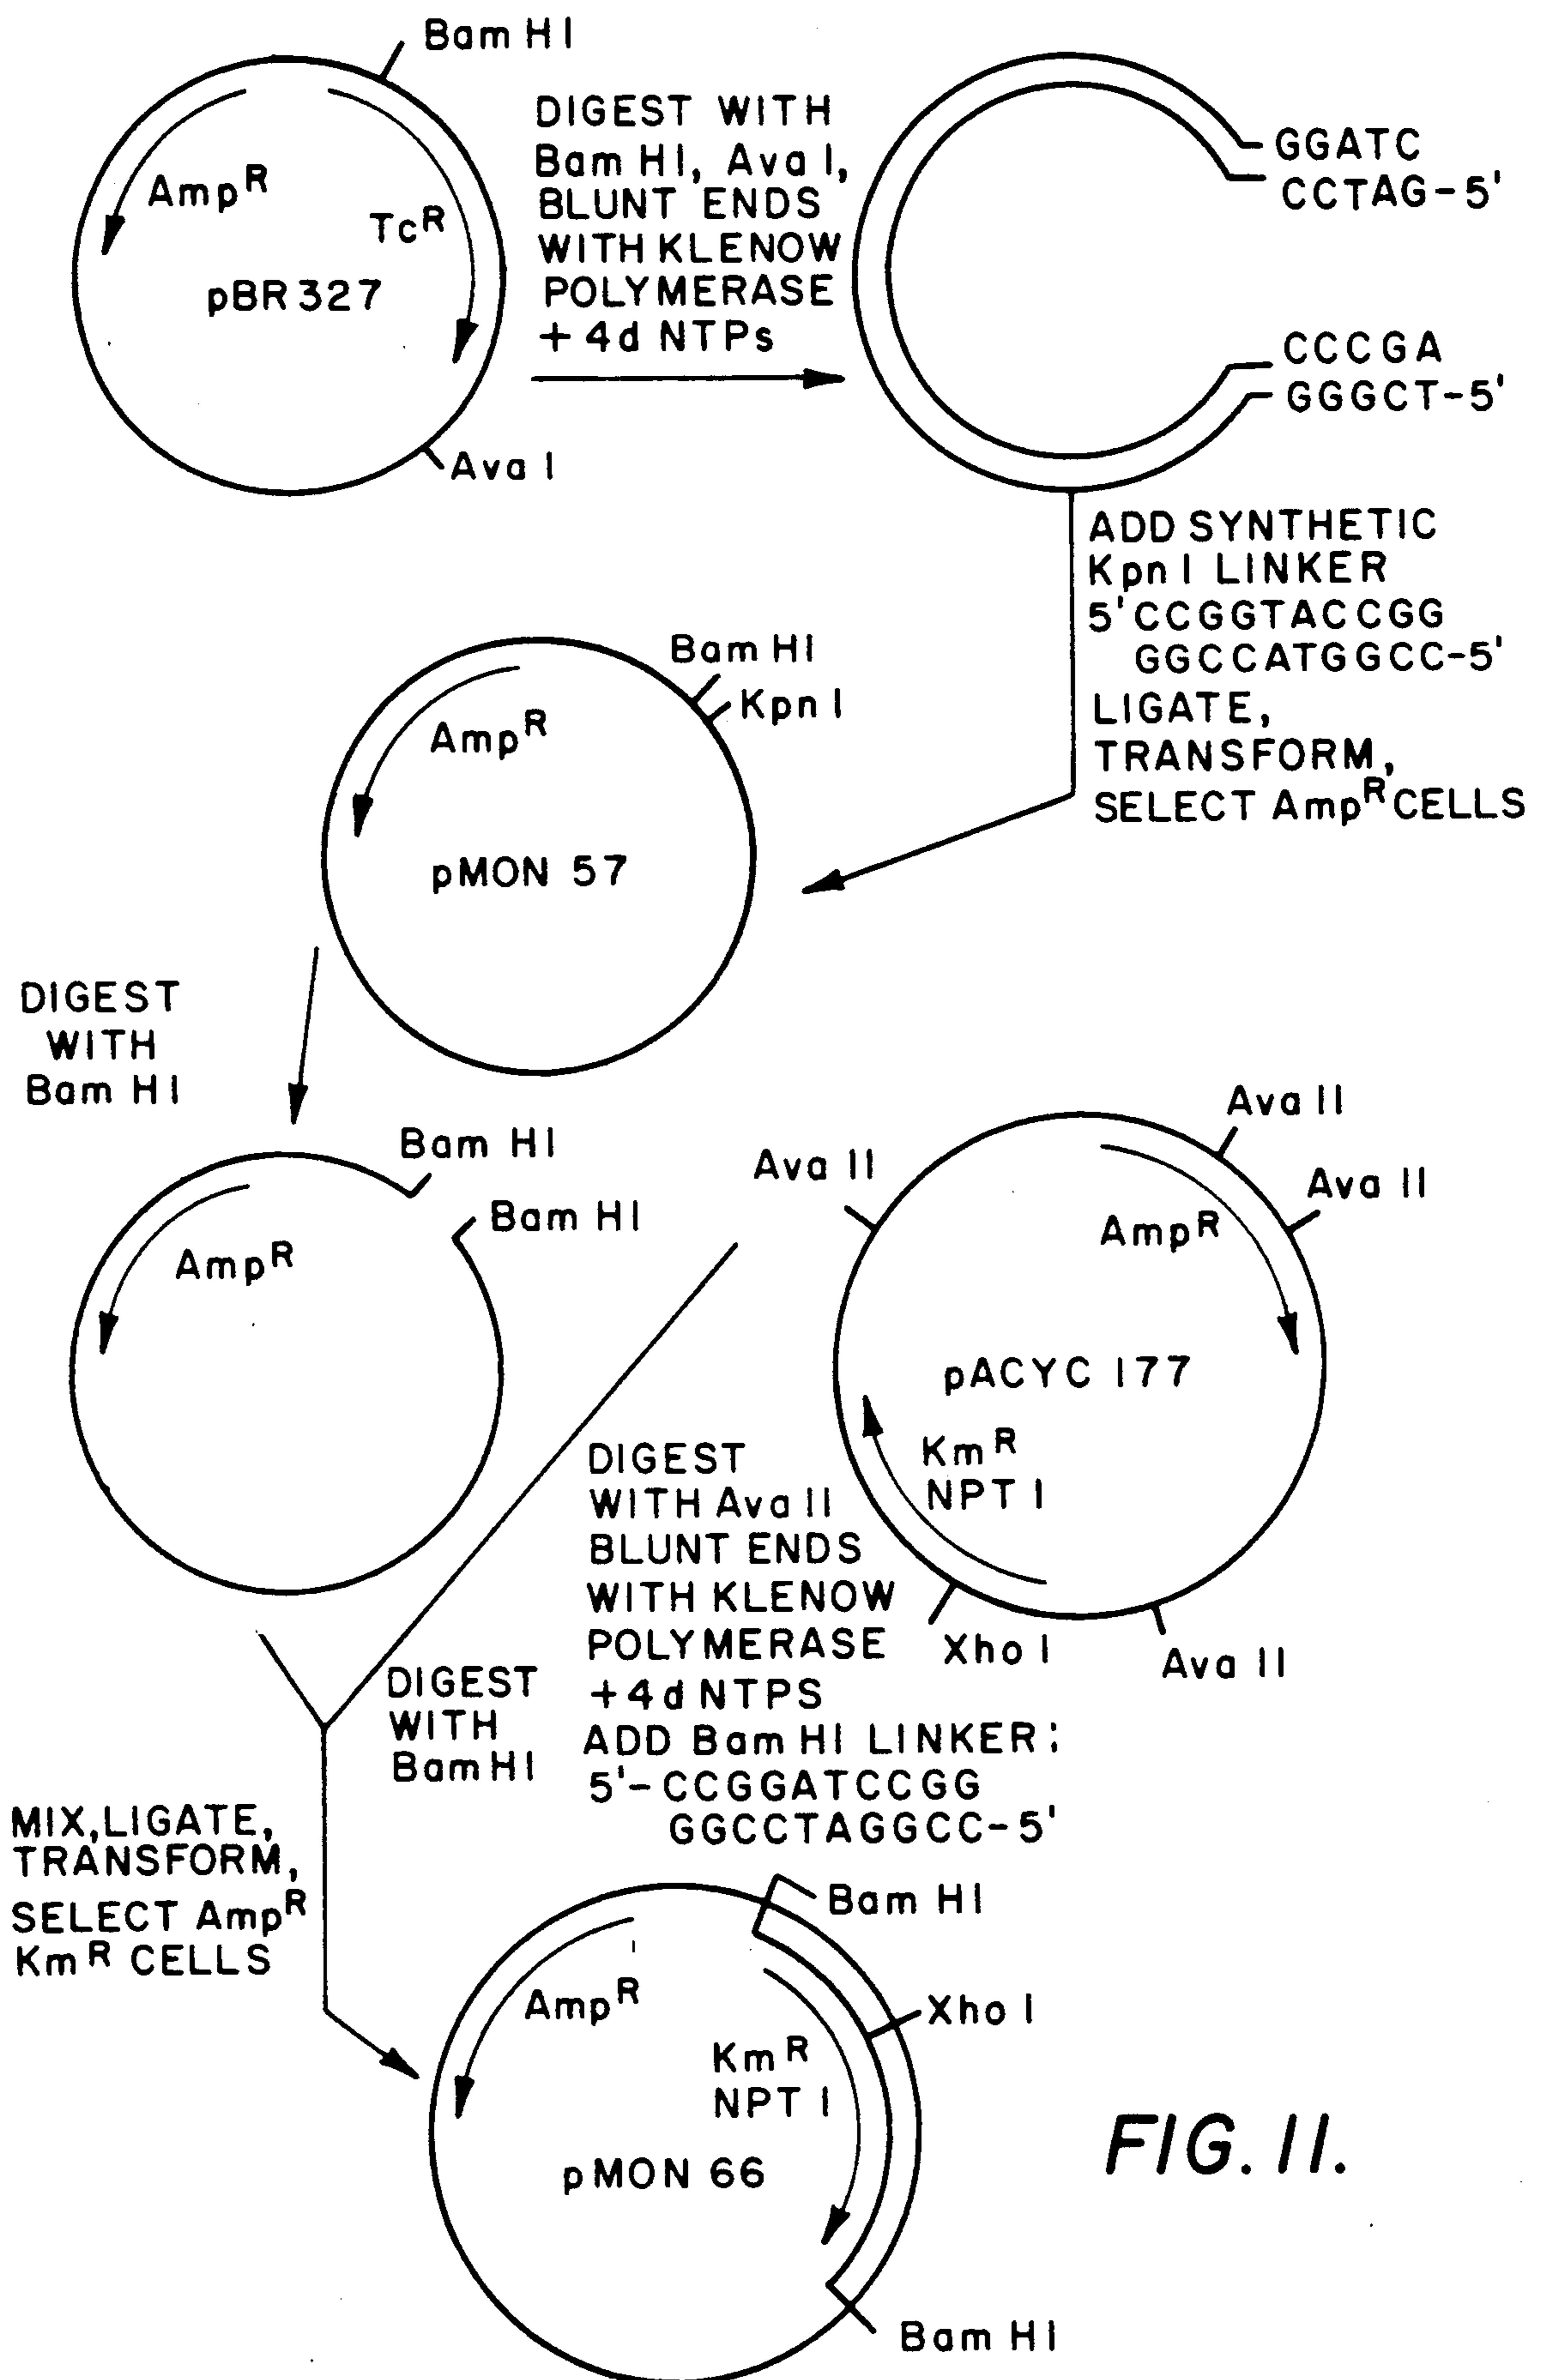 Bam HI
AmpR
TcR
pBR327
Ava I
DIGEST WITH
Bam HI, Ava I,
BLUNT ENDS
WITH KLENOW
POLYMERASE
+ 4d NTPs
GGATC
CCTAG-5'
CCCGA
GGGCT-5'
ADD SYNTHETIC
Kpn I LINKER
5'CCGGTACCGG
GGCCATGGCC-5'
LIGATE,
TRANSFORM,
SELECT AmpR CELLS
Bam HI
Kpn I
AmpR
pMON 57
DIGEST
WITH
Bam HI
Bam HI
Bam HI
AmpR
Ava II
Ava II
Ava II
AmpR
pACYC 177
KmR
NPT I
Xho I
Ava II
DIGEST
WITH Ava II
BLUNT ENDS
WITH KLENOW
POLYMERASE
+4d NTPS
ADD Bam HI LINKER:
5'-CCGGATCCGG
GGCCTAGGCC-5'
DIGEST
WITH
Bam HI
MIX, LIGATE,
TRANSFORM,
SELECT AmpR
KmR CELLS
Bam HI
Xho I
AmpR
KmR
NPT I
pMON 66
Bam HI
FIG. 11.